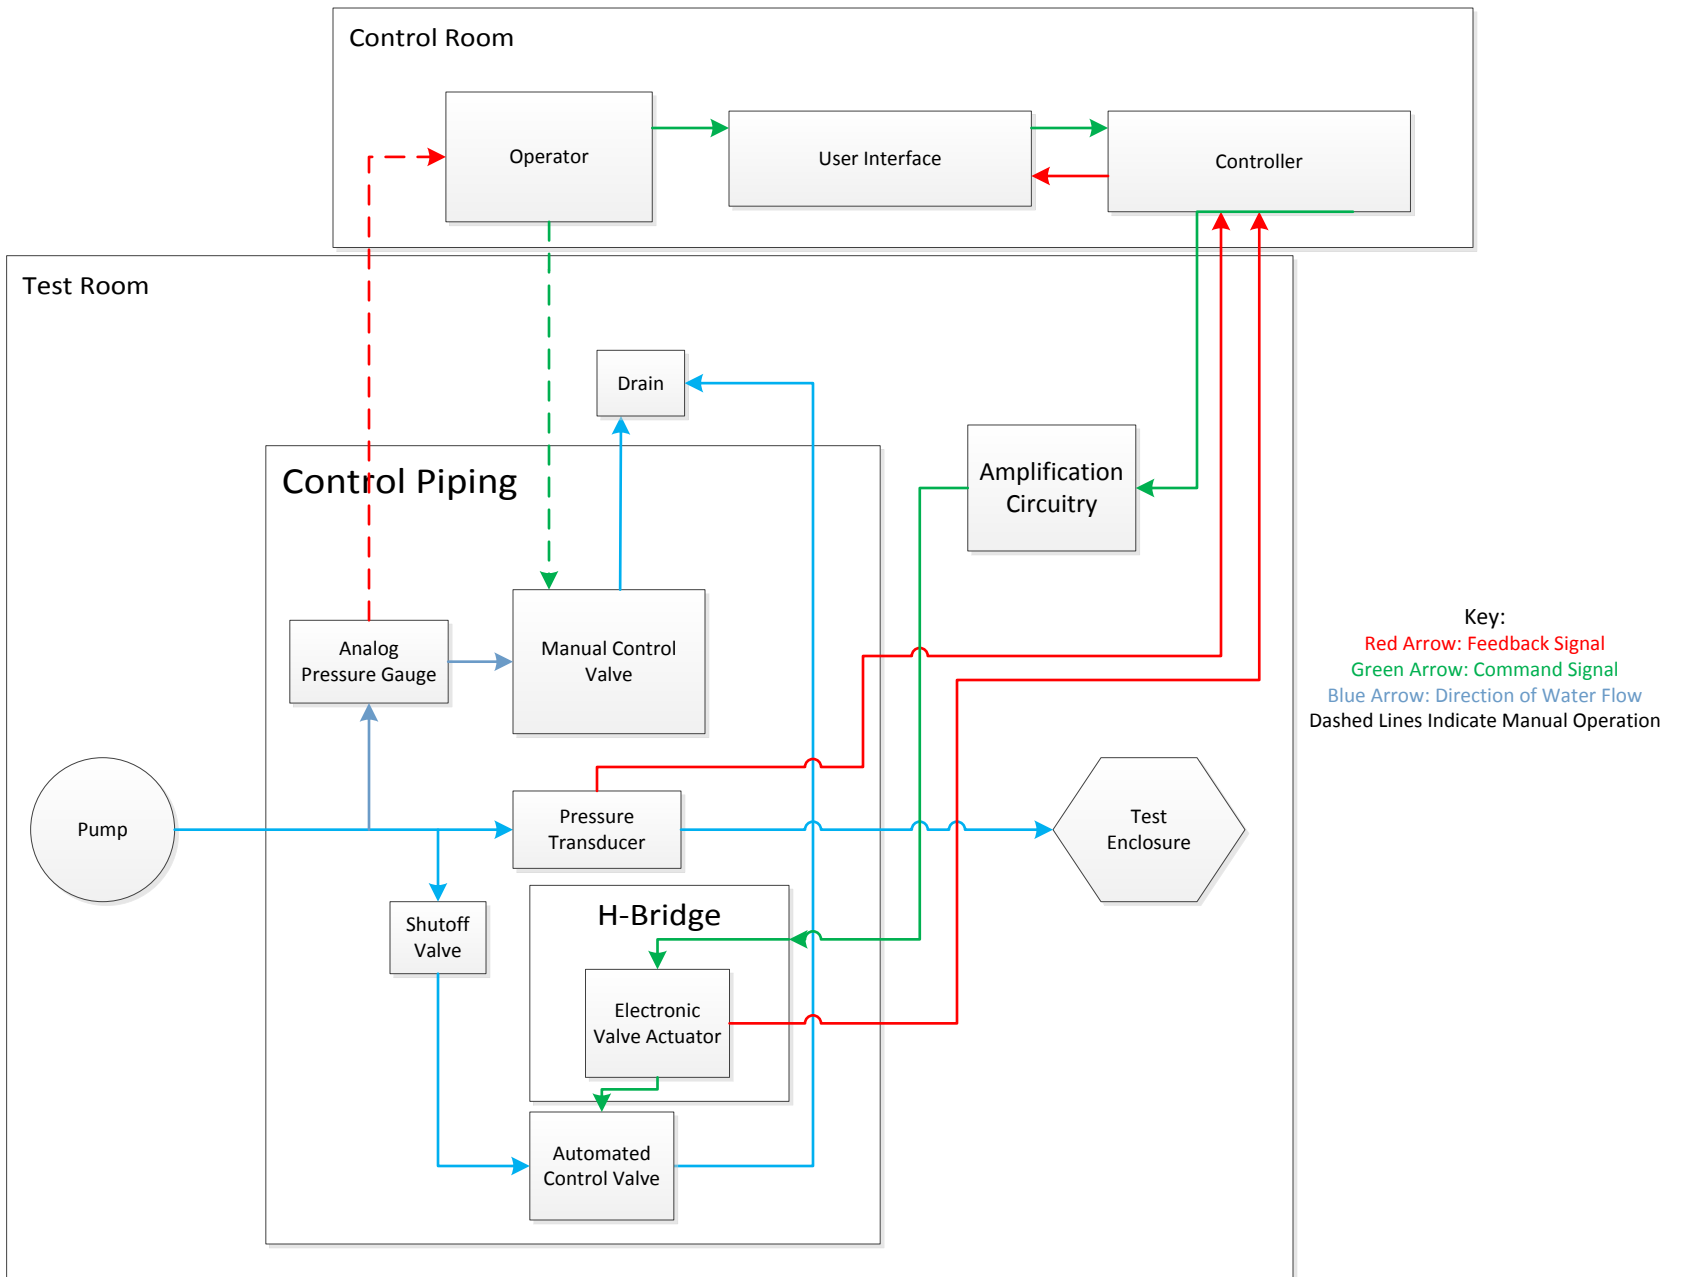 Control Room
Operator
User Interface
Controller
Test Room
Drain
Control Piping
Amplification
Circuitry
Analog
Pressure Gauge
Manual Control
Valve
Key:
Red Arrow: Feedback Signal
Green Arrow: Command Signal
Blue Arrow: Direction of Water Flow
Dashed Lines Indicate Manual Operation
Pump
Pressure
Transducer
Test
Enclosure
Shutoff
Valve
H-Bridge
Electronic
Valve Actuator
Automated
Control Valve